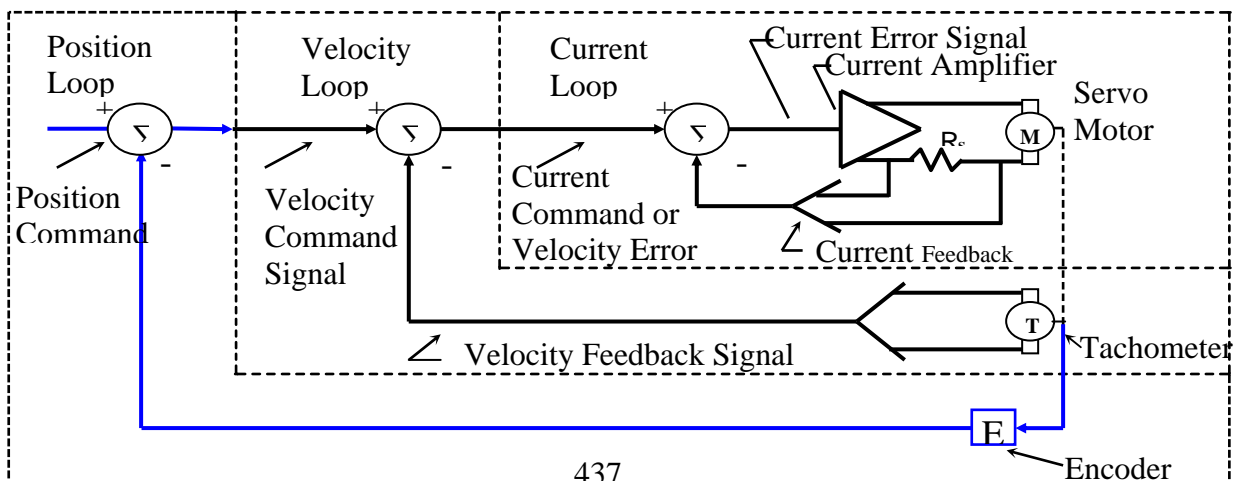 Position
Loop
Velocity
Loop
Current
Loop
Current Error Signal
Current Amplifier
Servo
Motor
+
Σ
-
+
Σ
-
Σ
-
M
Position
Command
Velocity
Command
Signal
Current
Command or
Velocity Error
Current Feedback
T
Tachometer
Velocity Feedback Signal
E
Encoder
437